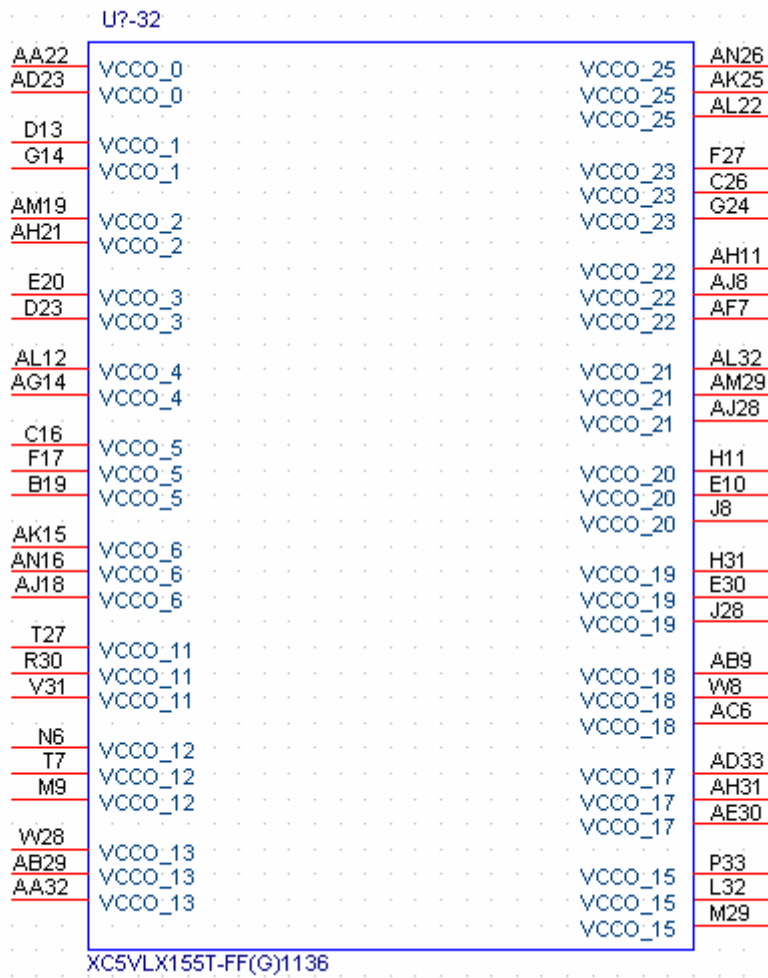 U?-32
AA22 VCCO_0 VCCO_25 AN26
AD23 VCCO_0 VCCO_25 AK25
VCCO_25 AL22
D13 VCCO_1
G14 VCCO_1 VCCO_23 F27
VCCO_23 C26
AM19 VCCO_2 VCCO_23 G24
AH21 VCCO_2
VCCO_22 AH11
E20 VCCO_3 VCCO_22 AJ8
D23 VCCO_3 VCCO_22 AF7
AL12 VCCO_4 VCCO_21 AL32
AG14 VCCO_4 VCCO_21 AM29
VCCO_21 AJ28
C16 VCCO_5
F17 VCCO_5 VCCO_20 H11
B19 VCCO_5 VCCO_20 E10
VCCO_20 J8
AK15 VCCO_6
AN16 VCCO_6 VCCO_19 H31
AJ18 VCCO_6 VCCO_19 E30
VCCO_19 J28
T27 VCCO_11
R30 VCCO_11 VCCO_18 AB9
V31 VCCO_11 VCCO_18 W8
VCCO_18 AC6
N6 VCCO_12
T7 VCCO_12 VCCO_17 AD33
M9 VCCO_12 VCCO_17 AH31
VCCO_17 AE30
W28 VCCO_13
AB29 VCCO_13 VCCO_15 P33
AA32 VCCO_13 VCCO_15 L32
VCCO_15 M29
XC5VLX155T-FF(G)1136